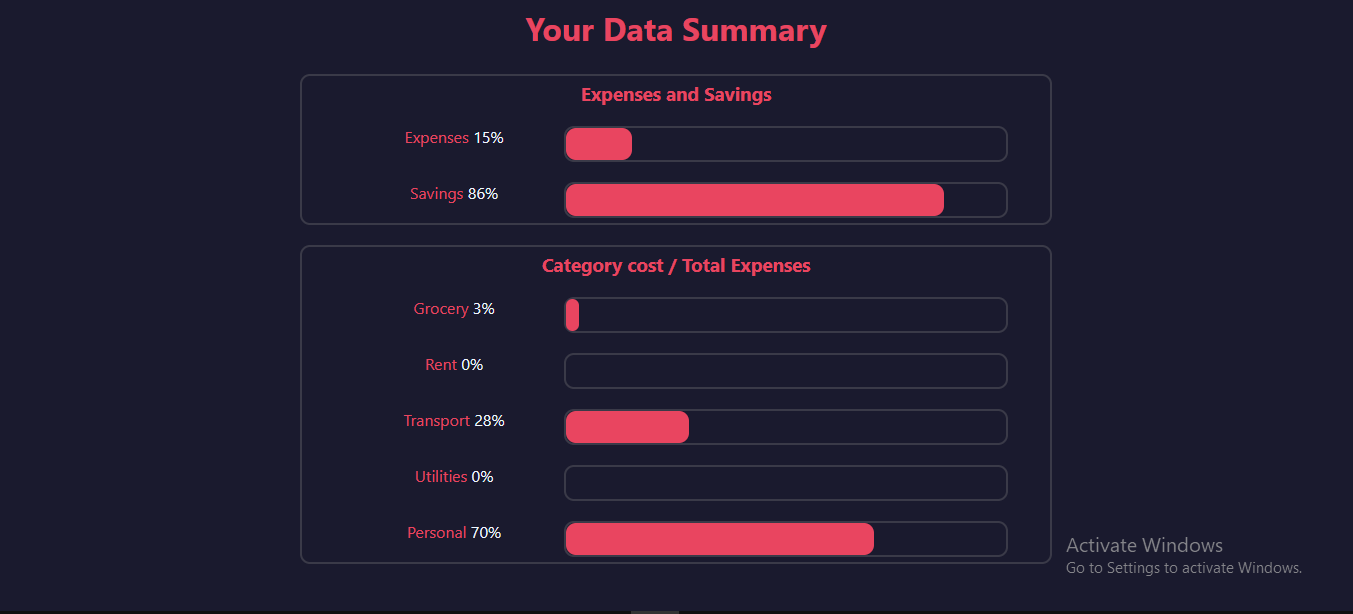 Your Data Summary
Expenses and Savings
Expenses 15%
Savings 86%
Category cost / Total Expenses
Grocery 3%
Rent 0%
Transport 28%
Utilities 0%
Personal 70%
Activate Windows
Go to Settings to activate Windows.